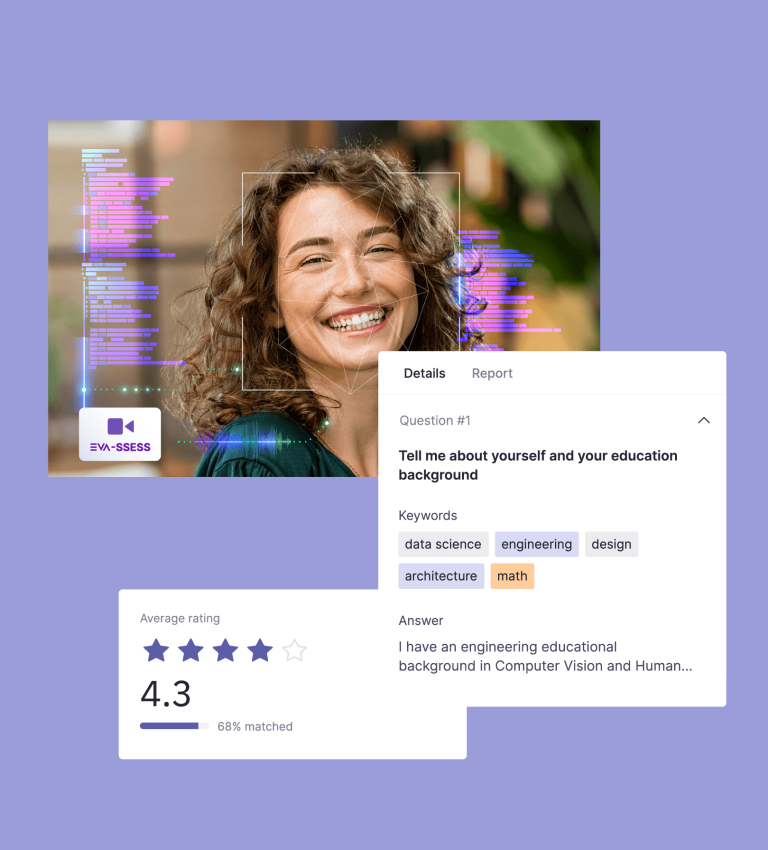 EVA-SSESS
Details Report
Question #1
Tell me about yourself and your education
background
Keywords
data science engineering design
architecture math
Answer
I have an engineering educational
background in Computer Vision and Human...
Average rating
4.3
68% matched